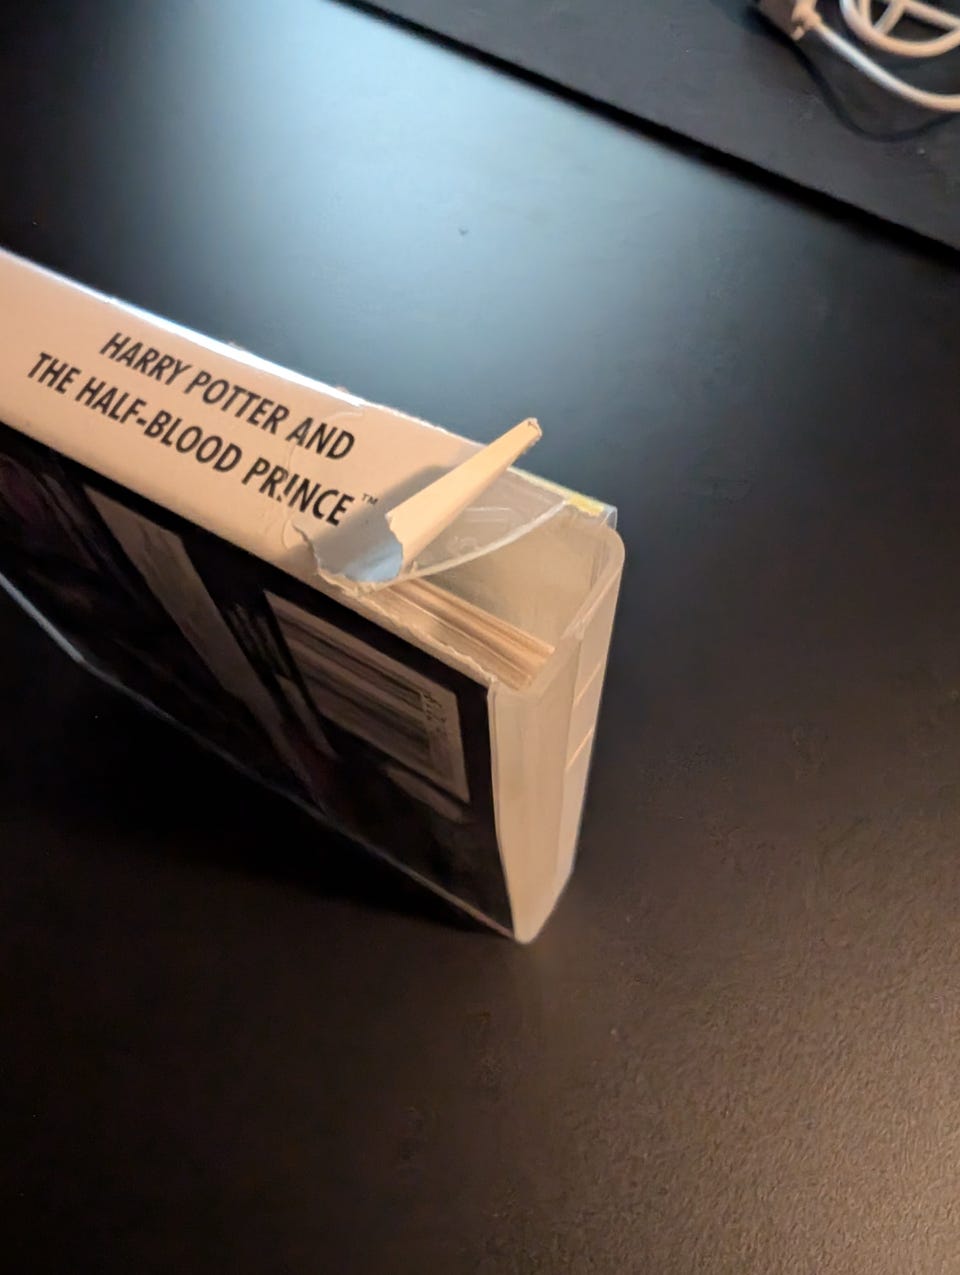 HARRY POTTER AND
THE HALF-BLOOD PRINCE™